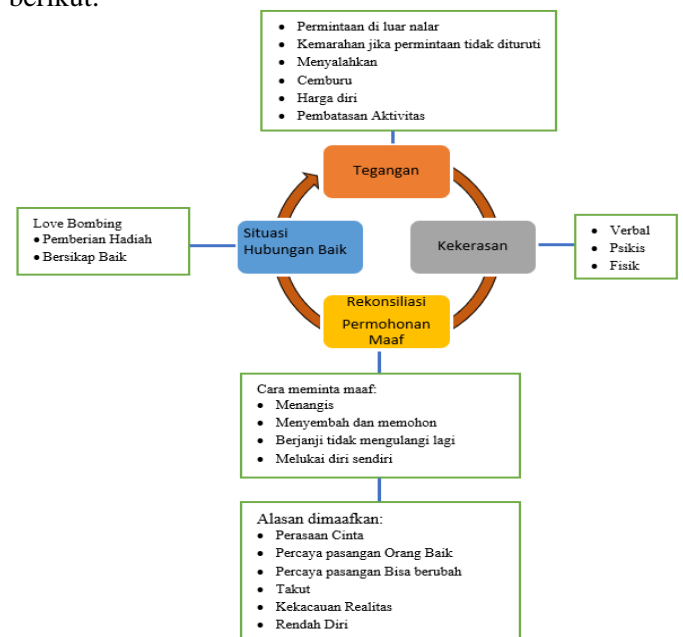 berikut:
• Permintaan di luar nalar
• Kemarahan jika permintaan tidak dituruti
• Menyalahkan
• Cemburu
• Harga diri
• Pembatasan Aktivitas
Tegangan
Love Bombing
• Pemberian Hadiah
• Bersikap Baik
Situasi
Hubungan Baik
Kekerasan
• Verbal
• Psikis
• Fisik
Rekonsiliasi
Permohonan
Maaf
Cara meminta maaf:
• Menangis
• Menyembah dan memohon
• Berjanji tidak mengulangi lagi
• Melukai diri sendiri
Alasan dimaafkan:
• Perasaan Cinta
• Percaya pasangan Orang Baik
• Percaya pasangan Bisa berubah
• Takut
• Kekacauan Realitas
• Rendah Diri